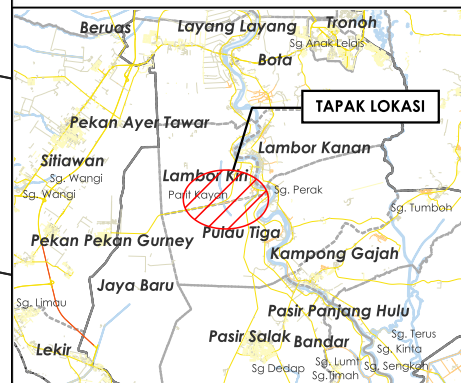 Beruas
Layang Layang
Tronoh
Sg Anak Lelais
Bota
TAPAK LOKASI
Pekan Ayer Tawar
Lambor Kanan
Sitiawan
Sg. Wangi
Lambor Kiri
Sg. Wangi
Parit Kayan
Sg. Perak
Sg. Tumboh
Pekan Pekan Gurney
Pulau Tiga
Kampong Gajah
Jaya Baru
Sg. Limau
Pasir Panjang Hulu
Pasir Salak
Bandar
Sg. Terus
Sg. Kinta
Lekir
Sg Dedap
Sg. Lumt
Sg. Sengkoh
Sg.Timah